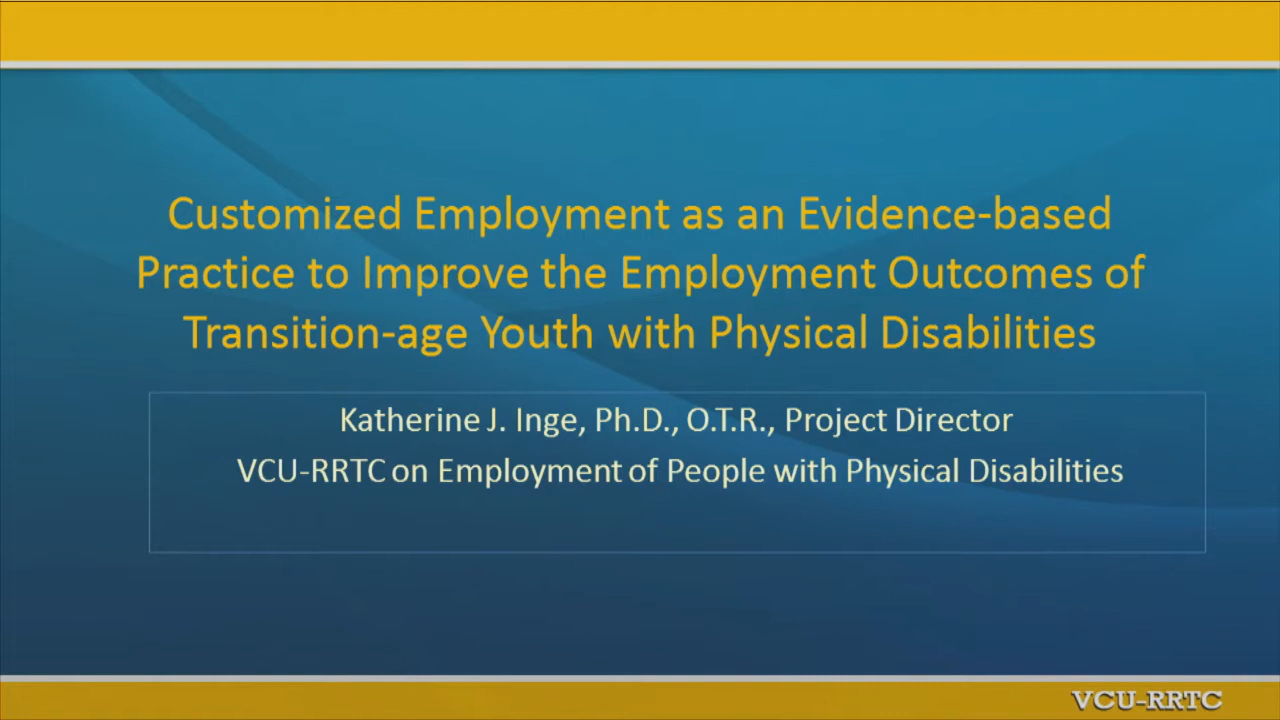 Customized Employment as an Evidence-based
Practice to Improve the Employment Outcomes of
Transition-age Youth with Physical Disabilities
Katherine J. Inge, Ph.D., O.T.R., Project Director
VCU-RRTC on Employment of People with Physical Disabilities
VCU-RRTC